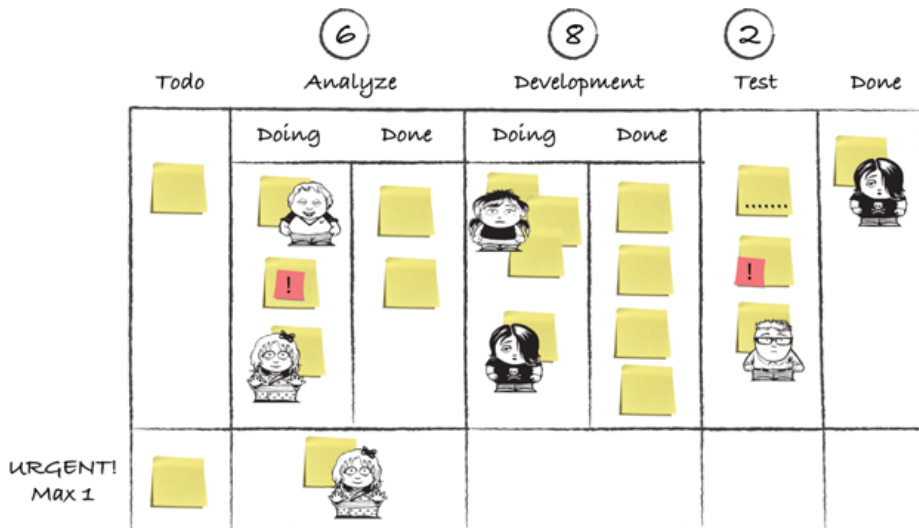 6
8
2
Todo
Analyze
Development
Test
Done
Doing
Done
Doing
Done
!
!
URGENT!
Max 1